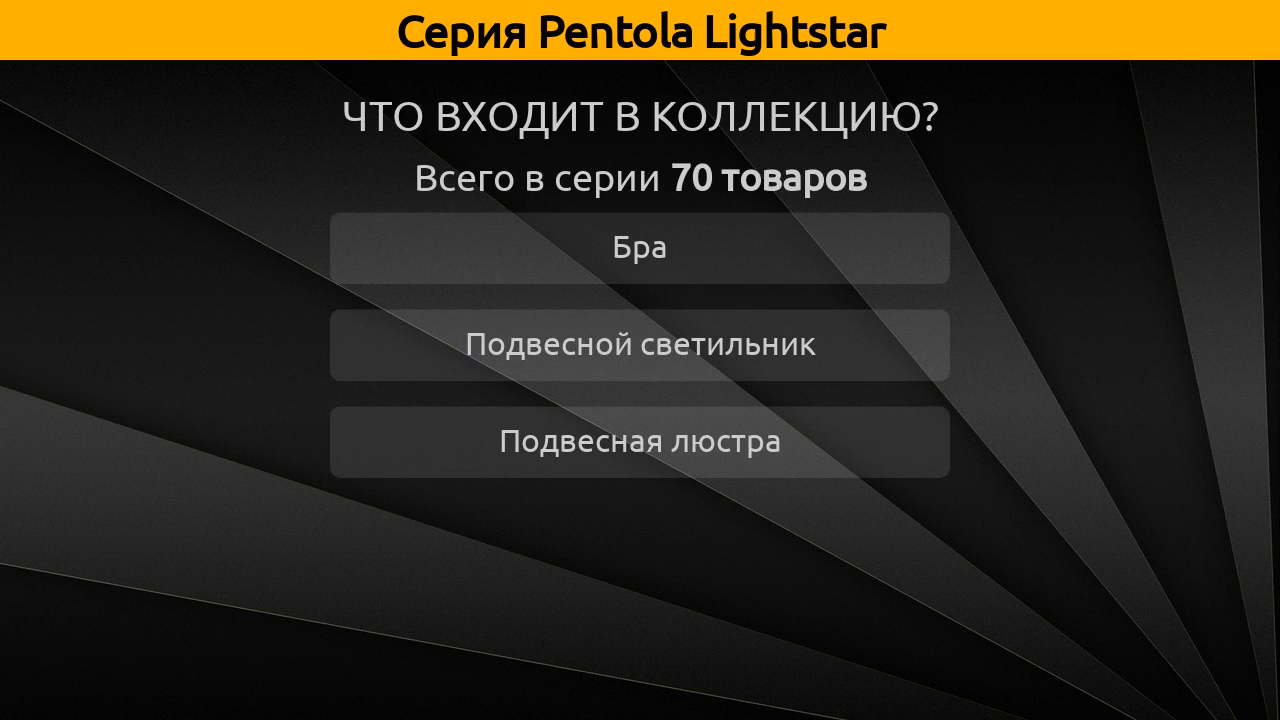 Серия Pentola Lightstar
ЧТО ВХОДИТ В КОЛЛЕКЦИЮ?
Всего в серии 70 товаров
Бра
Подвесной светильник
Подвесная люстра